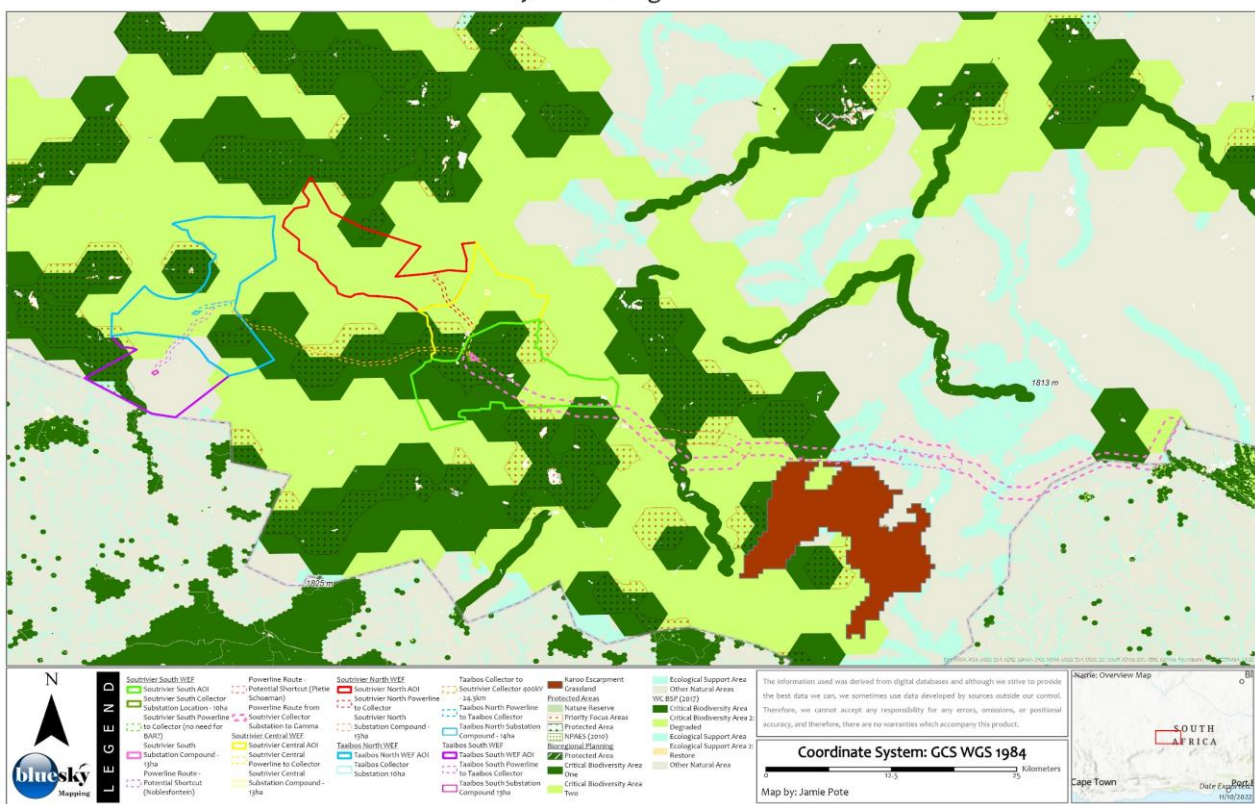 1813 m
1825 m
N
bluesky
Mapping
LEGEND
Soutrivier South WEF
Soutrivier South AOI
Soutrivier South Collector
Substation Location - 10ha
Soutrivier South Powerline
to Collector (no need for
BAR?)
Soutrivier South
Substation Compound -
13ha
Powerline Route -
Potential Shortcut
(Noblesfontein)
Powerline Route -
Potential Shortcut (Pietie
Schoeman)
Powerline Route from
Soutrivier Collector
Substation to Gamma
Soutrivier Central WEF
Soutrivier Central AOI
Soutrivier Central
Powerline to Collector
Soutrivier Central
Substation Compound -
13ha
Soutrivier North WEF
Soutrivier North AOI
Soutrivier North Powerline
to Collector
Soutrivier North
Substation Compound -
13ha
Taaibos North WEF
Taaibos North WEF AOI
Taaibos Collector
Substation 10ha
Taaibos Collector to
Soutrivier Collector 400kV
- 24.3km
Taaibos North Powerline
to Taaibos Collector
Taaibos North Substation
Compound - 14ha
Taaibos South WEF
Taaibos South WEF AOI
Taaibos South Powerline
to Taaibos Collector
Taaibos South Substation
Compound 13ha
Karoo Escarpment
Grassland
Protected Areas
Nature Reserve
Priority Focus Areas
Protected Area
NPAES (2010)
Bioregional Planning
Protected Area
Critical Biodiversity Area
One
Critical Biodiversity Area
Two
Ecological Support Area
Other Natural Areas
WC BSP (2017)
Critical Biodiversity Area
Critical Biodiversity Area 2:
Degraded
Ecological Support Area
Ecological Support Area 2:
Restore
Other Natural Area
The information used was derived from digital databases and although we strive to provide
the best data we can, we sometimes use data developed by sources outside our control.
Therefore, we cannot accept any responsibility for any errors, omissions, or positional
accuracy, and therefore, there are no warranties which accompany this product.
Coordinate System: GCS WGS 1984
Kilometers
0 12.5 25
Map by: Jamie Pote
Name: Overview Map
SOUTH
AFRICA
Cape Town
Date Exported:
11/10/2022